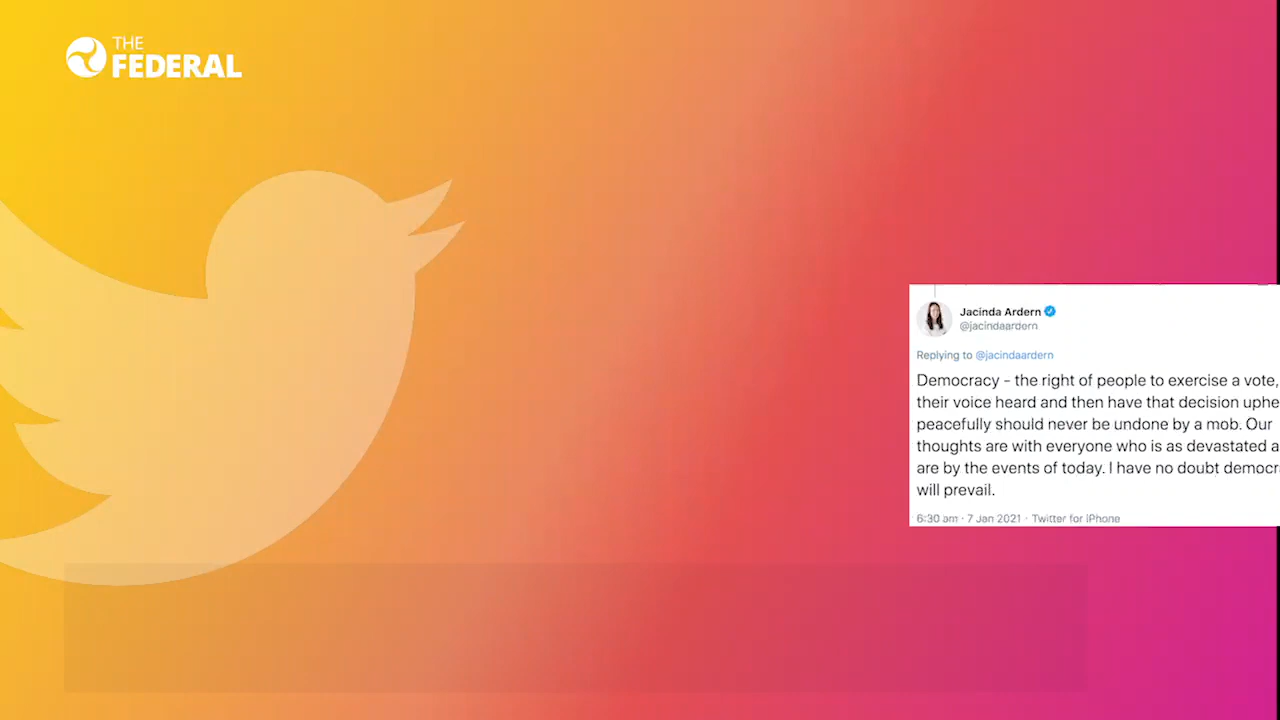 THE
FEDERAL
Jacinda Ardern
@jacindaardern
Replying to @jacindaardern
Democracy - the right of people to exercise a vote,
their voice heard and then have that decision uphe
peacefully should never be undone by a mob. Our
thoughts are with everyone who is as devastated a
are by the events of today. I have no doubt democr
will prevail.
6:30 am · 7 Jan 2021 · Twitter for iPhone